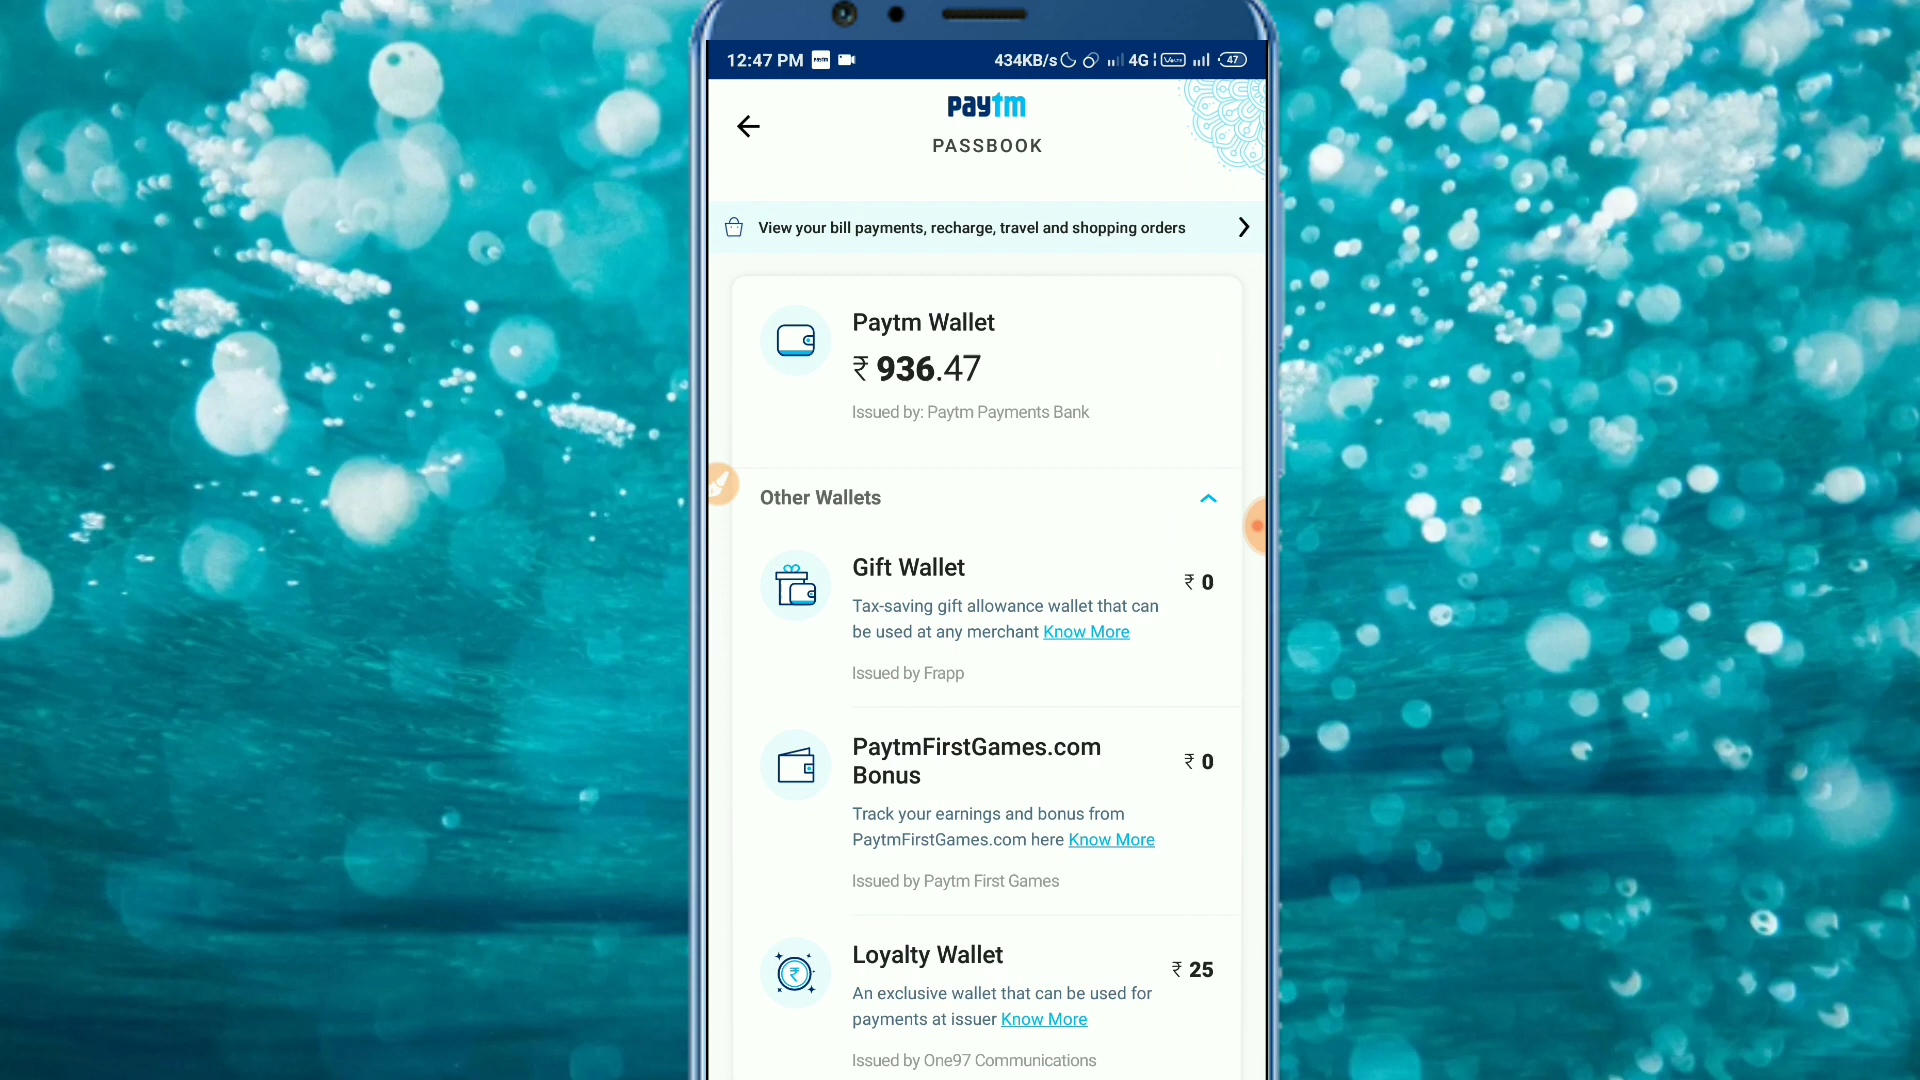 12:47 PM
434KB/s 4G 47
paytm
PASSBOOK
View your bill payments, recharge, travel and shopping orders
Paytm Wallet
₹ 936.47
Issued by: Paytm Payments Bank
Other Wallets
Gift Wallet
₹ 0
Tax-saving gift allowance wallet that can
be used at any merchant Know More
Issued by Frapp
PaytmFirstGames.com
Bonus
₹ 0
Track your earnings and bonus from
PaytmFirstGames.com here Know More
Issued by Paytm First Games
Loyalty Wallet
₹ 25
An exclusive wallet that can be used for
payments at issuer Know More
Issued by One97 Communications